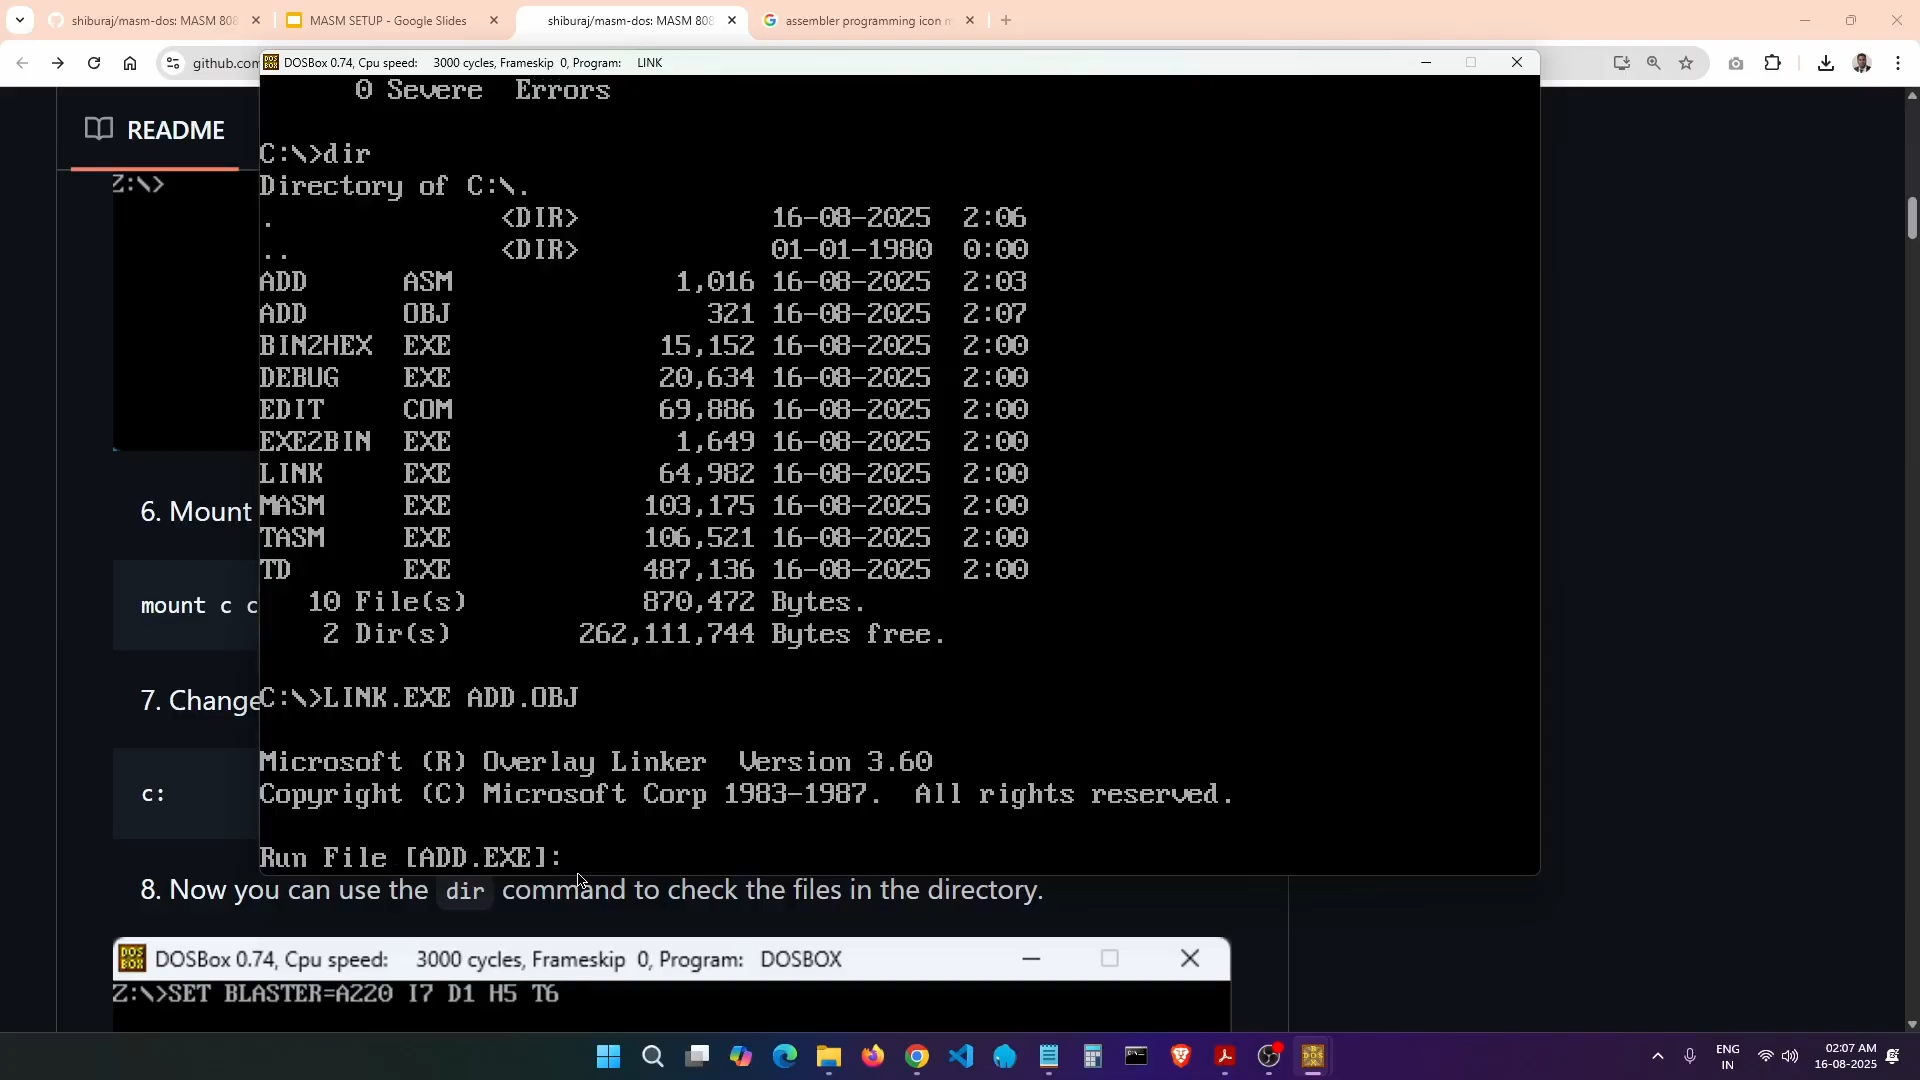 shiburaj/masm-dos: MASM 808
MASM SETUP - Google Slides
shiburaj/masm-dos: MASM 808
assembler programming icon m
github.com
DOSBox 0.74, Cpu speed: 3000 cycles, Frameskip 0, Program: LINK
0 Severe Errors
README
Z:\>
C:\>dir
Directory of C:\.
. <DIR> 16-08-2025 2:06
.. <DIR> 01-01-1980 0:00
ADD ASM 1,016 16-08-2025 2:03
ADD OBJ 321 16-08-2025 2:07
BIN2HEX EXE 15,152 16-08-2025 2:00
DEBUG EXE 20,634 16-08-2025 2:00
EDIT COM 69,886 16-08-2025 2:00
EXE2BIN EXE 1,649 16-08-2025 2:00
LINK EXE 64,982 16-08-2025 2:00
MASM EXE 103,175 16-08-2025 2:00
TASM EXE 106,521 16-08-2025 2:00
TD EXE 487,136 16-08-2025 2:00
10 File(s) 870,472 Bytes.
2 Dir(s) 262,111,744 Bytes free.
C:\>LINK.EXE ADD.OBJ
Microsoft (R) Overlay Linker Version 3.60
Copyright (C) Microsoft Corp 1983-1987. All rights reserved.
Run File [ADD.EXE]:
6. Mount
mount c c
7. Change
c:
8. Now you can use the dir command to check the files in the directory.
DOSBox 0.74, Cpu speed: 3000 cycles, Frameskip 0, Program: DOSBOX
Z:\>SET BLASTER=A220 I7 D1 H5 T6
ENG
IN
02:07 AM
16-08-2025